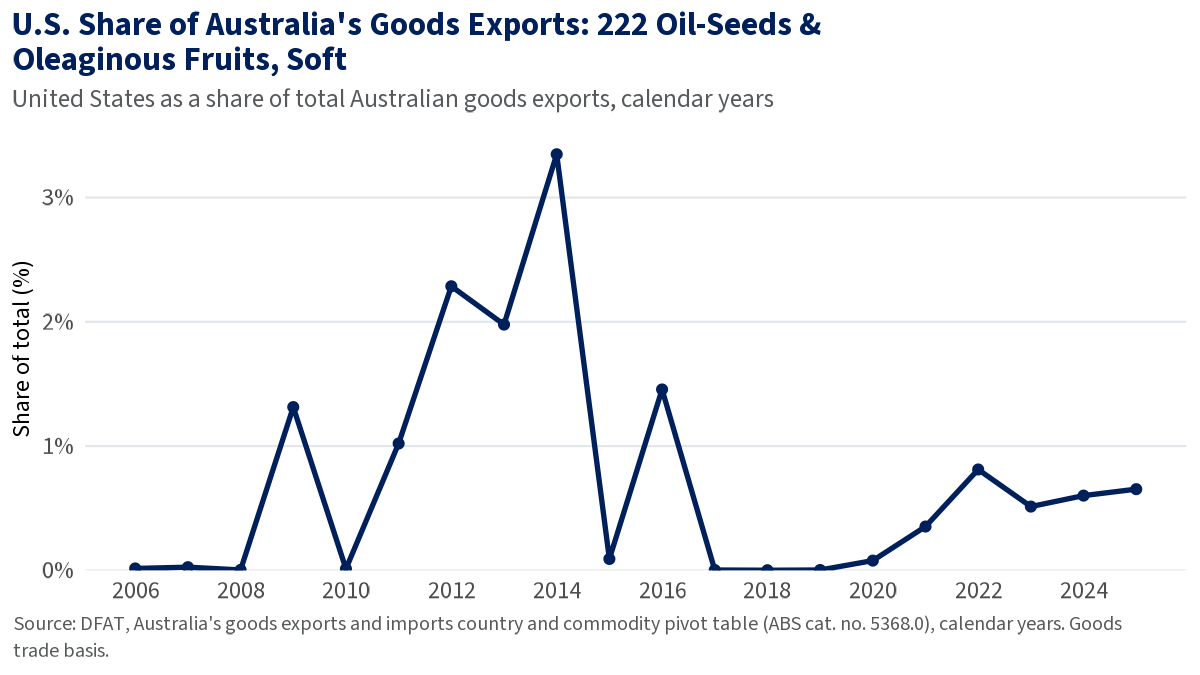 U.S. Share of Australia's Goods Exports: 222 Oil-Seeds &
Oleaginous Fruits, Soft
United States as a share of total Australian goods exports, calendar years
Share of total (%)
3%
2%
1%
0%
2006 2008 2010 2012 2014 2016 2018 2020 2022 2024
Source: DFAT, Australia's goods exports and imports country and commodity pivot table (ABS cat. no. 5368.0), calendar years. Goods
trade basis.